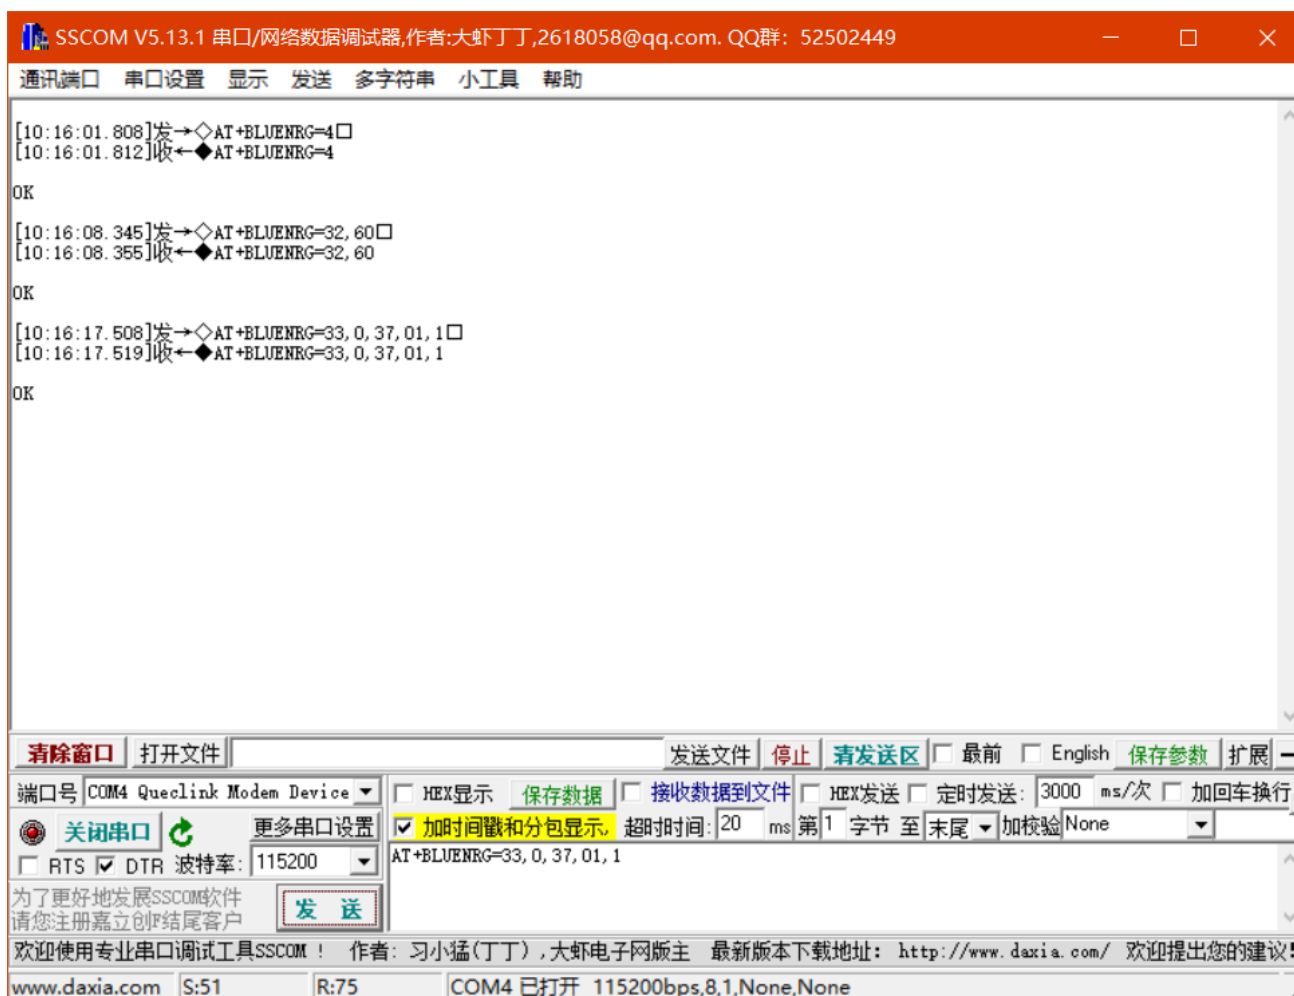 SSCOM V5.13.1 串口/网络数据调试器,作者:大虾丁丁,2618058@qq.com. QQ群: 52502449
通讯端口 串口设置 显示 发送 多字符串 小工具 帮助
[10:16:01.808]发→◇AT+BLUENRG=4□
[10:16:01.812]收←◆AT+BLUENRG=4
OK
[10:16:08.345]发→◇AT+BLUENRG=32,60□
[10:16:08.355]收←◆AT+BLUENRG=32,60
OK
[10:16:17.508]发→◇AT+BLUENRG=33,0,37,01,1□
[10:16:17.519]收←◆AT+BLUENRG=33,0,37,01,1
OK
清除窗口 打开文件 发送文件 停止 清发送区 最前 English 保存参数 扩展 —
端口号 COM4 Queclink Modem Device HEX显示 保存数据 接收数据到文件 HEX发送 定时发送: 3000 ms/次 加回车换行
关闭串口 更多串口设置 加时间戳和分包显示, 超时时间: 20 ms 第 1 字节 至 末尾 加校验 None
RTS DTR 波特率: 115200 AT+BLUENRG=33,0,37,01,1
为了更好地发展SSCOM软件
请您注册嘉立创F结尾客户
发 送
欢迎使用专业串口调试工具SSCOM ! 作者: 习小猛(丁丁) ,大虾电子网版主 最新版本下载地址: http://www.daxia.com/ 欢迎提出您的建议!
www.daxia.com S:51 R:75 COM4 已打开 115200bps,8,1,None,None